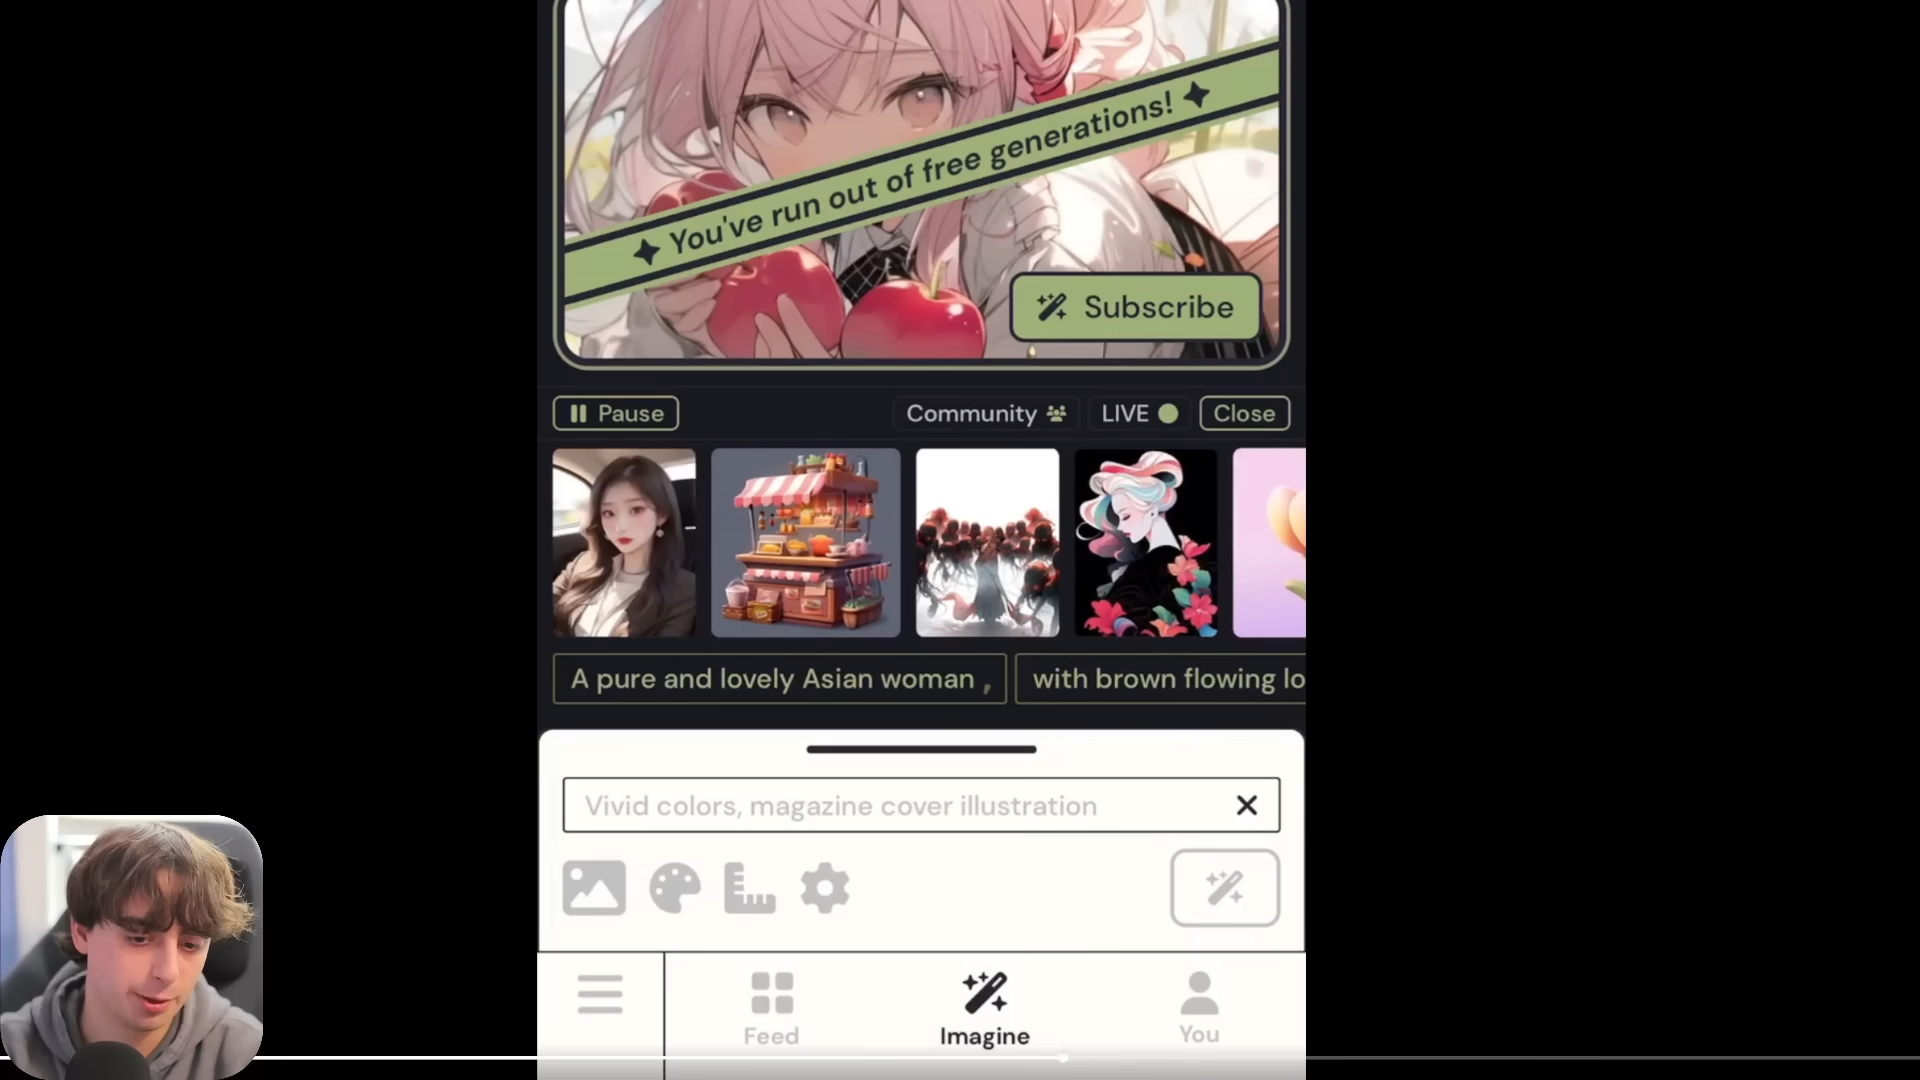 You've run out of free generations!
Subscribe
Pause
Community
LIVE
Close
A pure and lovely Asian woman ,
with brown flowing lo
Vivid colors, magazine cover illustration
Feed
Imagine
You